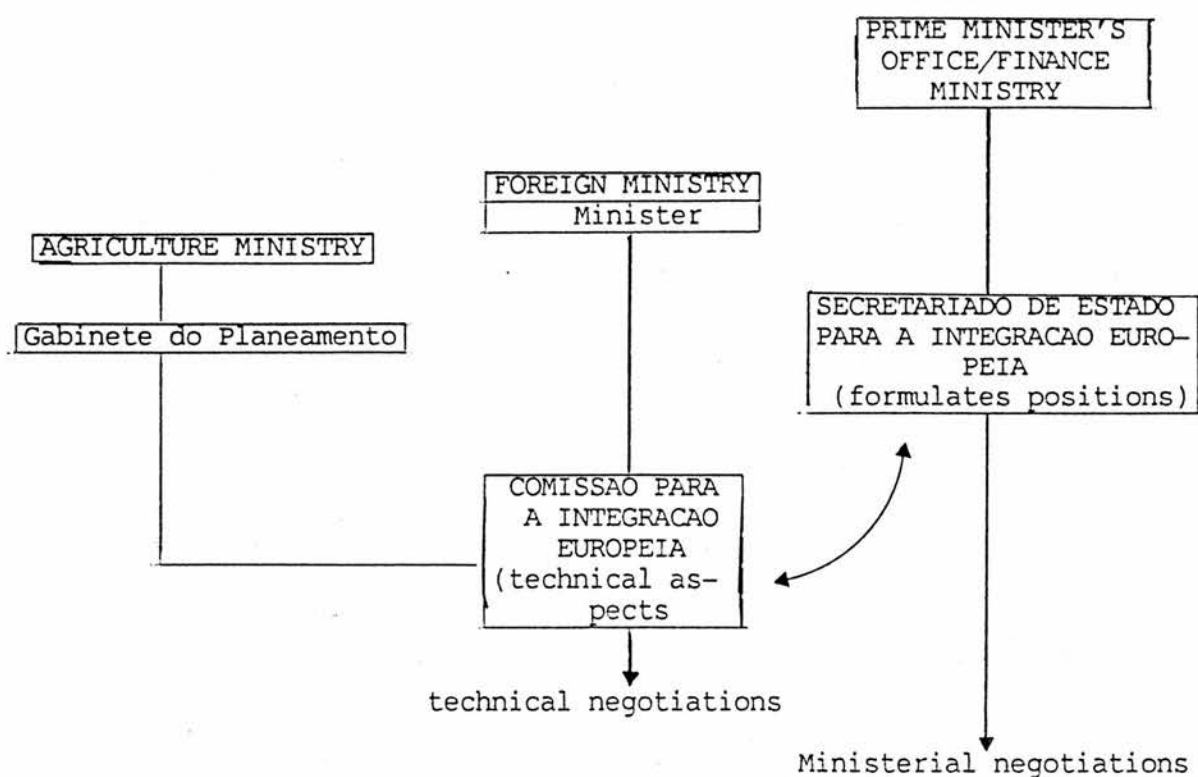 PRIME MINISTER'S
OFFICE/FINANCE
MINISTRY
FOREIGN MINISTRY
Minister
AGRICULTURE MINISTRY
Gabinete do Planeamento
SECRETARIADO DE ESTADO
PARA A INTEGRACAO EURO-
PEIA
(formulates positions)
COMISSAO PARA
A INTEGRACAO
EUROPEIA
(technical as-
pects
technical negotiations
Ministerial negotiations